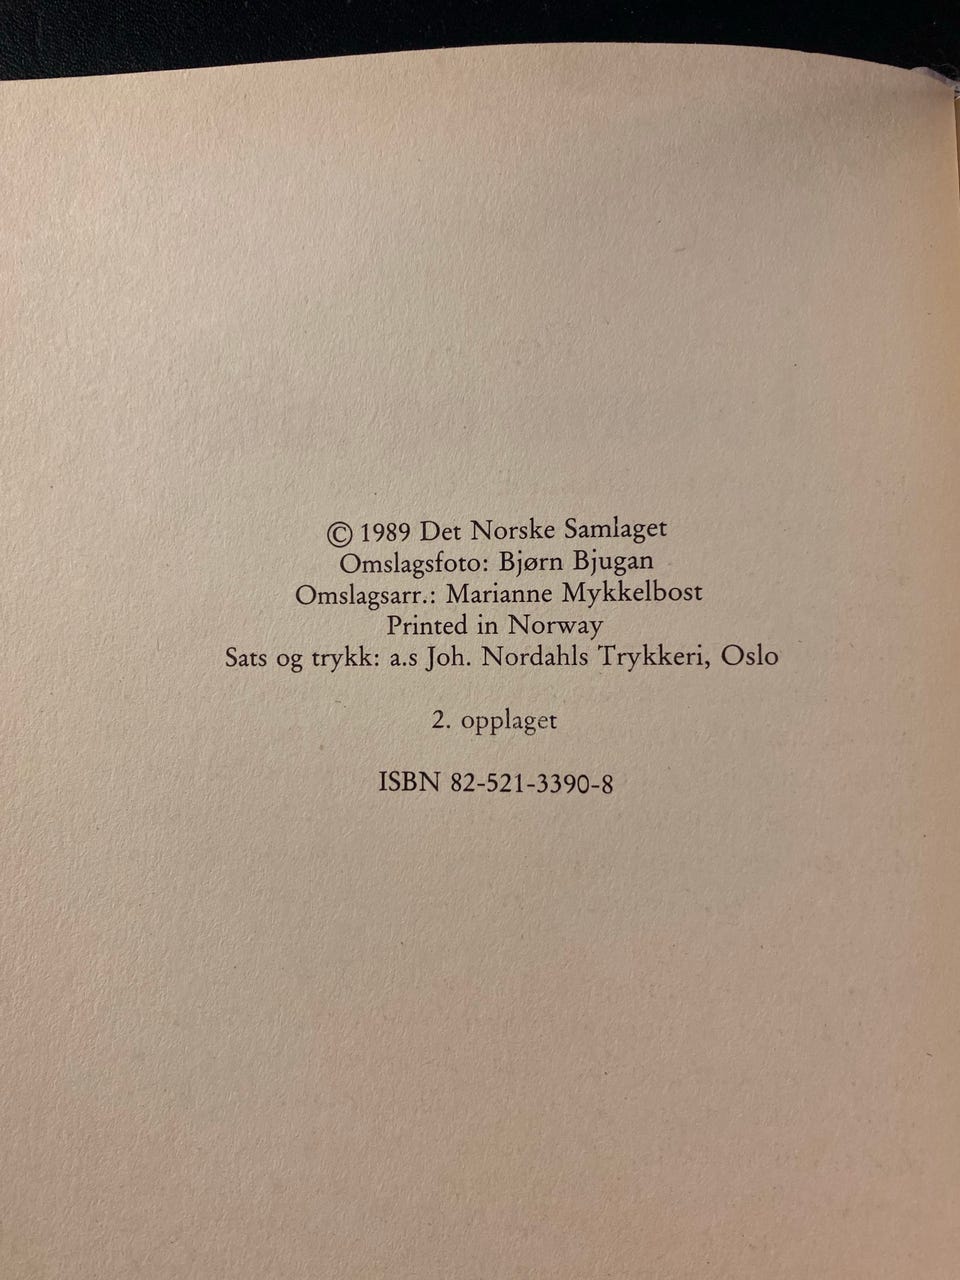 © 1989 Det Norske Samlaget
Omslagsfoto: Bjørn Bjugan
Omslagsarr.: Marianne Mykkelbost
Printed in Norway
Sats og trykk: a.s Joh. Nordahls Trykkeri, Oslo
2. opplaget
ISBN 82-521-3390-8